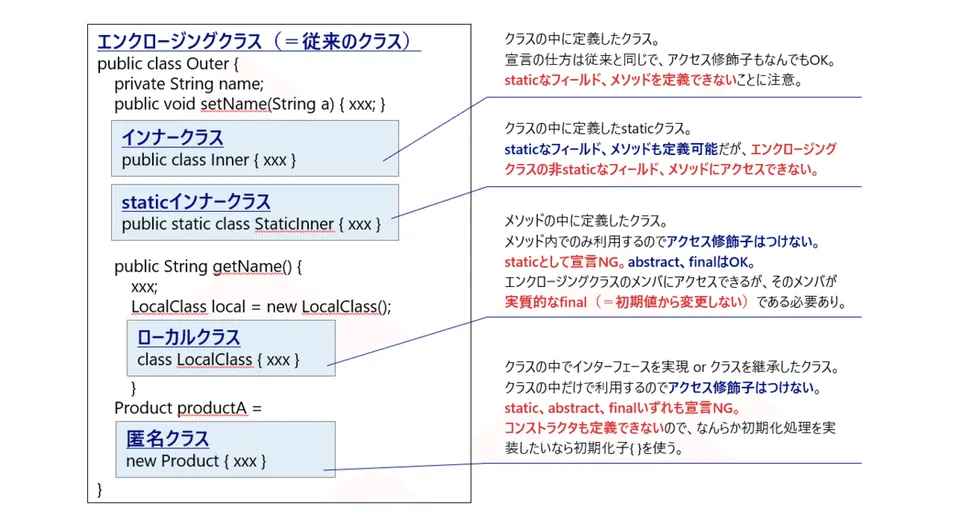 エンクロージングクラス（＝従来のクラス）
public class Outer {
private String name;
public void setName(String a) { xxx; }
インナークラス
public class Inner { xxx }
staticインナークラス
public static class StaticInner { xxx }
public String getName() {
xxx;
LocalClass local = new LocalClass();
ローカルクラス
class LocalClass { xxx }
}
Product productA =
匿名クラス
new Product { xxx }
}
クラスの中に定義したクラス。
宣言の仕方は従来と同じで、アクセス修飾子もなんでもOK。
staticなフィールド、メソッドを定義できないことに注意。
クラスの中に定義したstaticクラス。
staticなフィールド、メソッドも定義可能だが、エンクロージング
クラスの非staticなフィールド、メソッドにアクセスできない。
メソッドの中に定義したクラス。
メソッド内でのみ利用するのでアクセス修飾子はつけない。
staticとして宣言NG。abstract、finalはOK。
エンクロージングクラスのメンバにアクセスできるが、そのメンバが
実質的なfinal（＝初期値から変更しない）である必要あり。
クラスの中でインターフェースを実現 or クラスを継承したクラス。
クラスの中だけで利用するのでアクセス修飾子はつけない。
static、abstract、finalいずれも宣言NG。
コンストラクタも定義できないので、なんらか初期化処理を実
装したいなら初期化子{ }を使う。